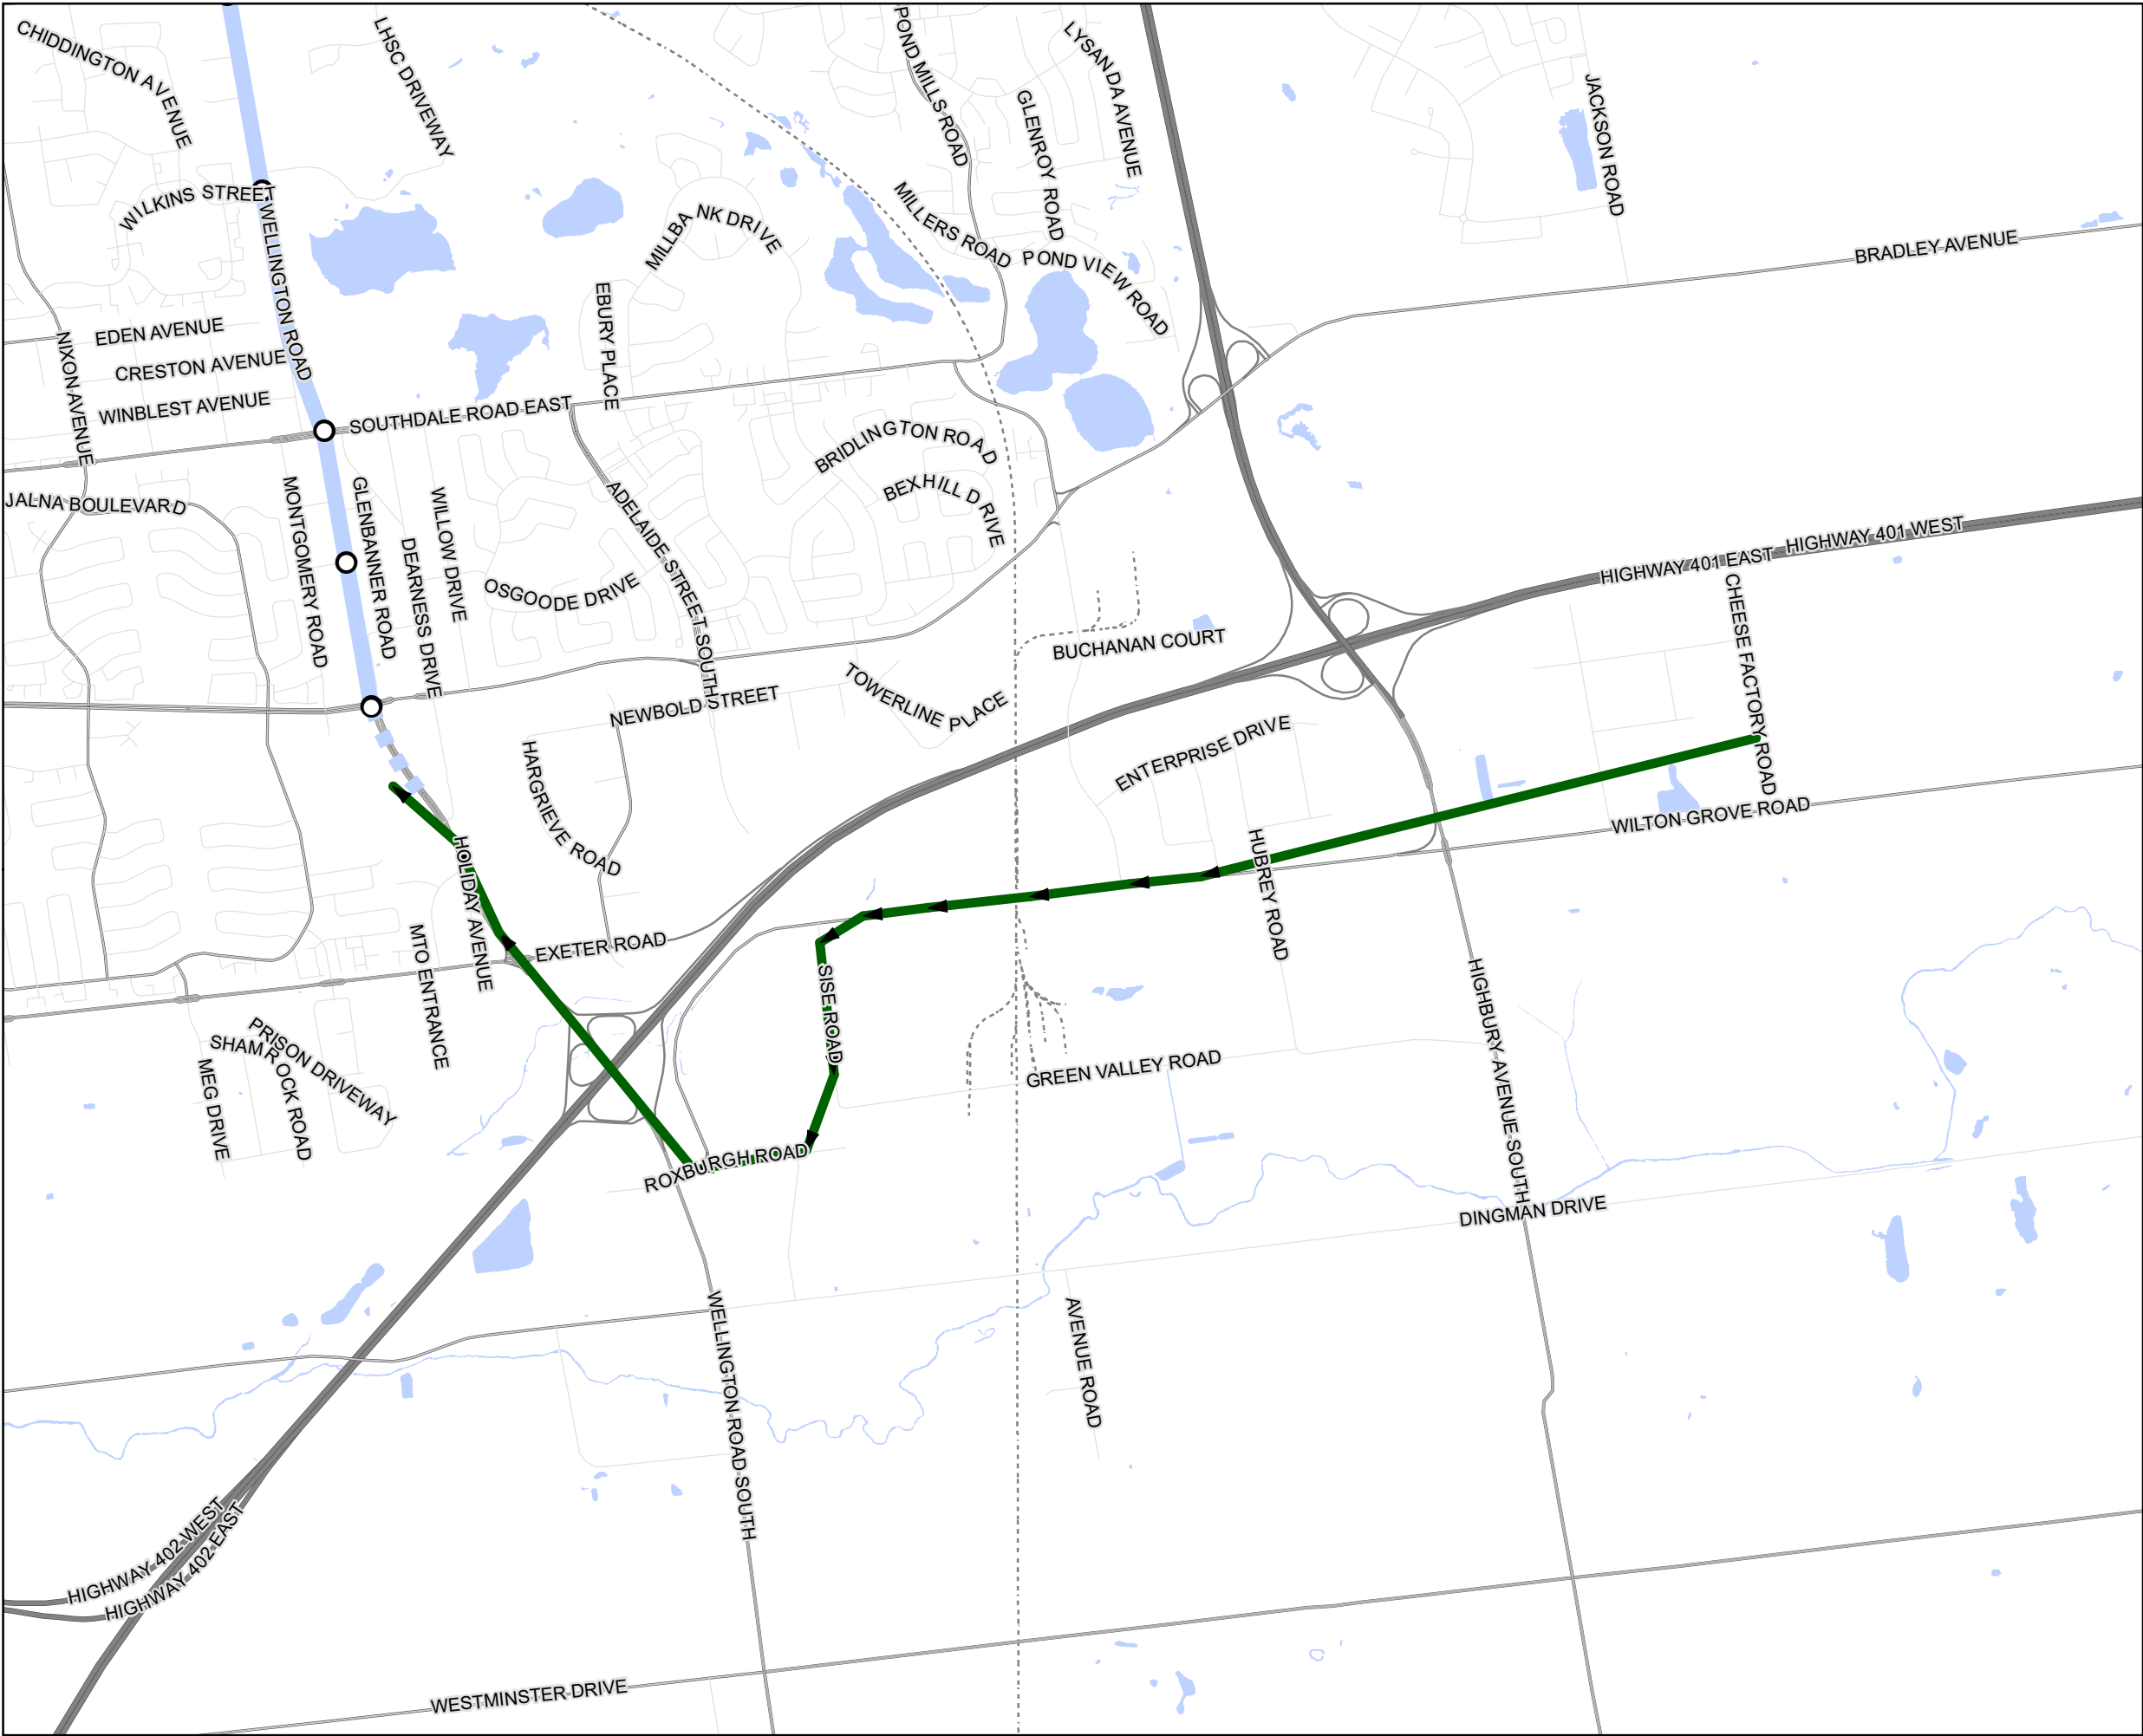 CHIDDINGTON AVENUE
LHSC DRIVEWAY
POND MILLS ROAD
LYSANDA AVENUE
GLENROY ROAD
JACKSON ROAD
WILKINS STREET
WELLINGTON ROAD
MILLBANK DRIVE
MILLERS ROAD
POND VIEW ROAD
BRADLEY AVENUE
EDEN AVENUE
CRESTON AVENUE
WINBLEST AVENUE
NIXON AVENUE
EBURY PLACE
SOUTHDALE ROAD EAST
BRIDLINGTON ROAD
BEXHILL DRIVE
JALNA BOULEVARD
MONTGOMERY ROAD
GLENBANNER ROAD
DEARNESS DRIVE
WILLOW DRIVE
OSGOODE DRIVE
ADELAIDE STREET SOUTH
HIGHWAY 401 EAST
HIGHWAY 401 WEST
CHEESE FACTORY ROAD
BUCHANAN COURT
NEWBOLD STREET
TOWERLINE PLACE
ENTERPRISE DRIVE
HARGRIEVE ROAD
WILTON GROVE ROAD
HUBREY ROAD
HOLIDAY AVENUE
EXETER ROAD
MTO ENTRANCE
SISE ROAD
HIGHBURY AVENUE SOUTH
PRISON DRIVEWAY
SHAMROCK ROAD
MEG DRIVE
GREEN VALLEY ROAD
ROXBURGH ROAD
DINGMAN DRIVE
WELLINGTON ROAD SOUTH
AVENUE ROAD
HIGHWAY 402 WEST
HIGHWAY 402 EAST
WESTMINSTER DRIVE